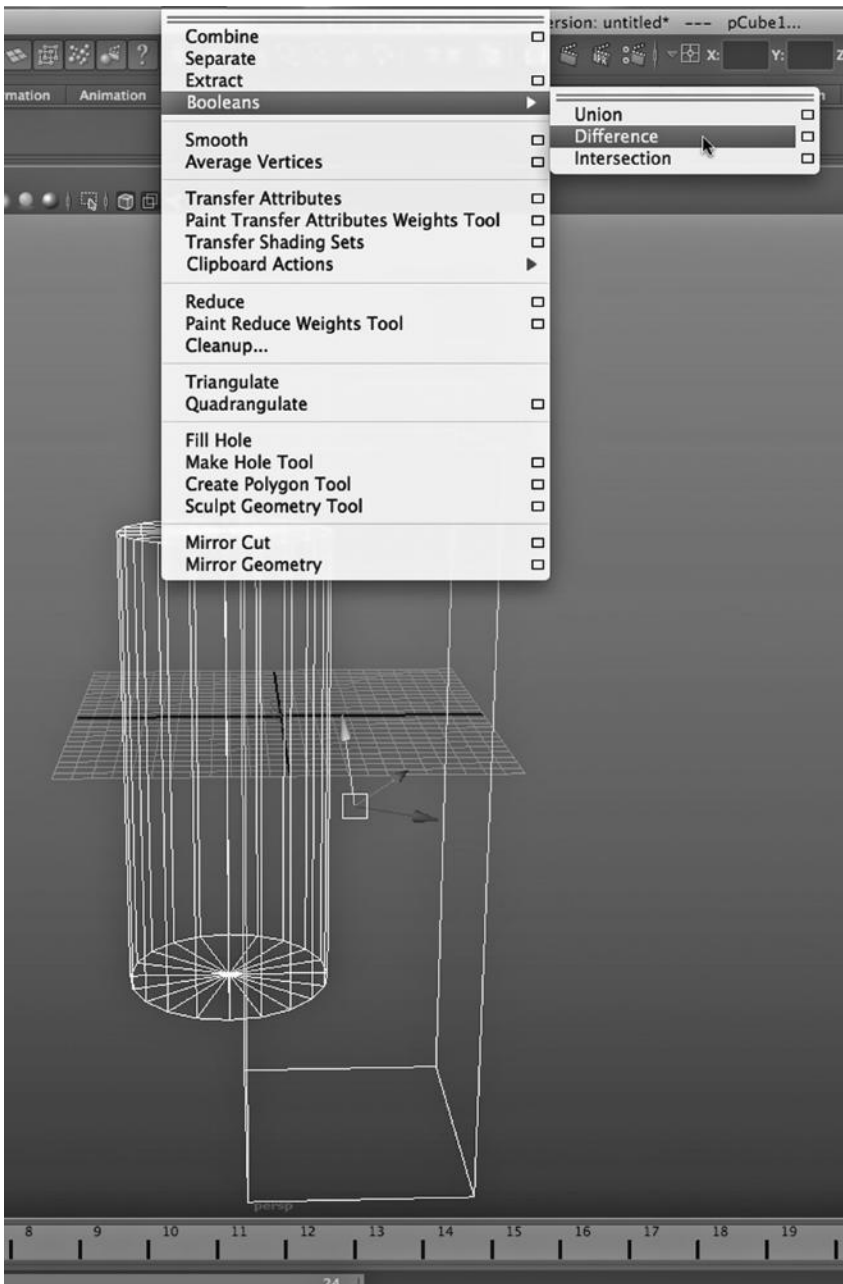 ersion: untitled* --- pCube1...
X:
Y:
Z
mation
Animation
Combine
Separate
Extract
Booleans
Union
Difference
Intersection
Smooth
Average Vertices
Transfer Attributes
Paint Transfer Attributes Weights Tool
Transfer Shading Sets
Clipboard Actions
Reduce
Paint Reduce Weights Tool
Cleanup...
Triangulate
Quadrangulate
Fill Hole
Make Hole Tool
Create Polygon Tool
Sculpt Geometry Tool
Mirror Cut
Mirror Geometry
persp
8 9 10 11 12 13 14 15 16 17 18 19
24